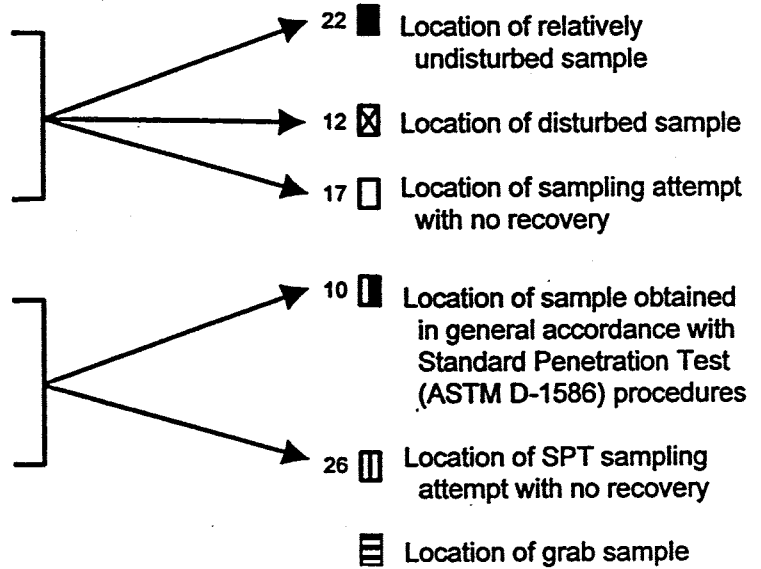 22 Location of relatively
undisturbed sample
12 Location of disturbed sample
17 Location of sampling attempt
with no recovery
10 Location of sample obtained
in general accordance with
Standard Penetration Test
(ASTM D-1586) procedures
26 Location of SPT sampling
attempt with no recovery
Location of grab sample